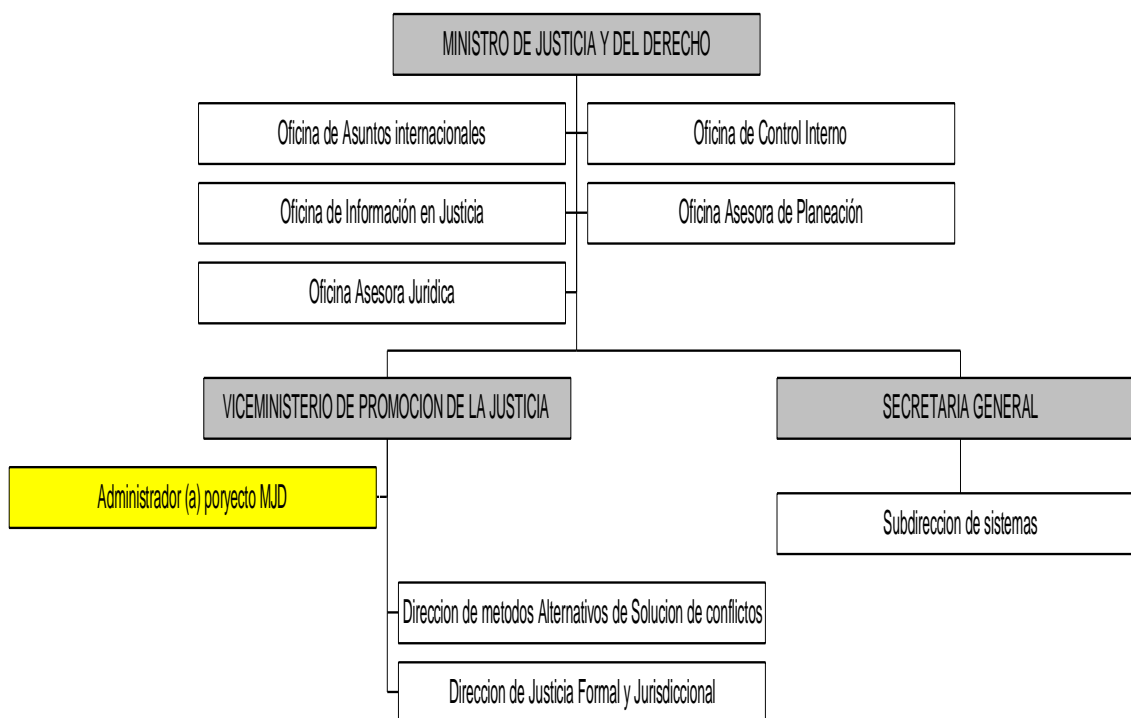 MINISTRO DE JUSTICIA Y DEL DERECHO
Oficina de Asuntos internacionales
Oficina de Control Interno
Oficina de Información en Justicia
Oficina Asesora de Planeación
Oficina Asesora Juridica
VICEMINISTERIO DE PROMOCION DE LA JUSTICIA
SECRETARIA GENERAL
Administrador (a) poryecto MJD
Subdireccion de sistemas
Direccion de metodos Alternativos de Solucion de conflictos
Direccion de Justicia Formal y Jurisdiccional